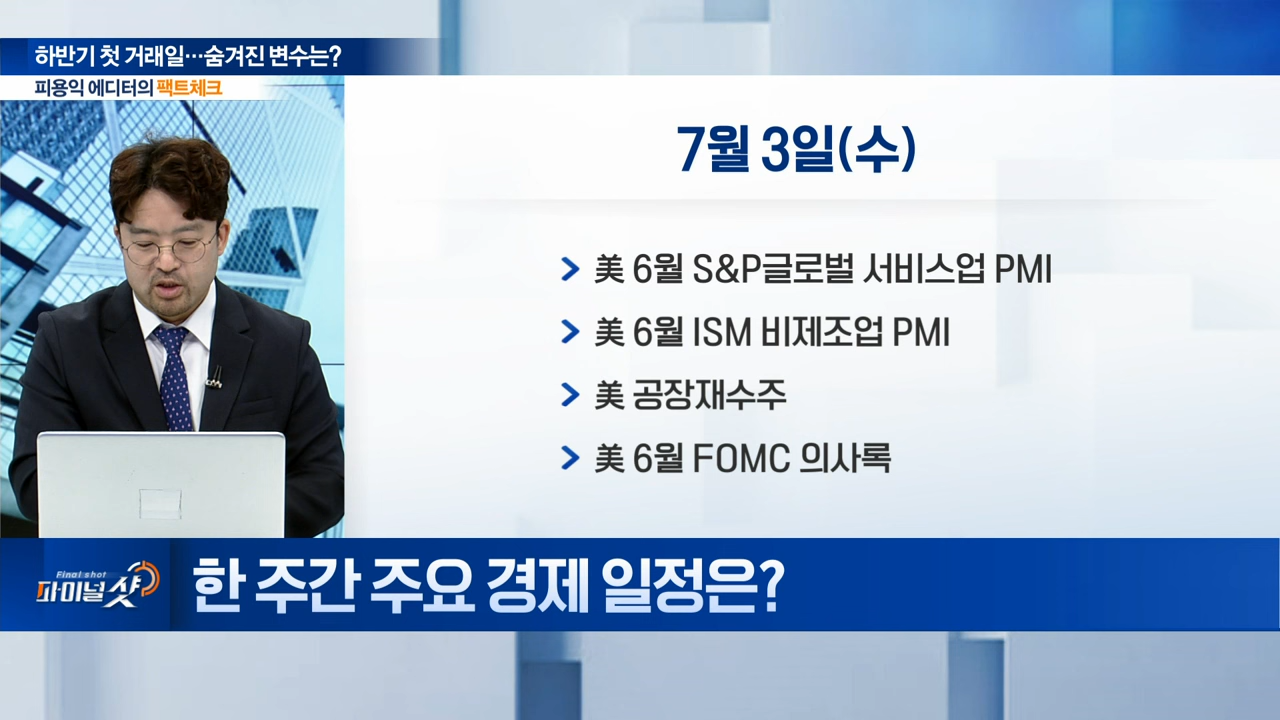 하반기 첫 거래일…숨겨진 변수는?
피용익 에디터의 팩트체크
7월 3일(수)
美 6월 S&P글로벌 서비스업 PMI
美 6월 ISM 비제조업 PMI
美 공장재수주
美 6월 FOMC 의사록
Final shot
파이널샷
한 주간 주요 경제 일정은?